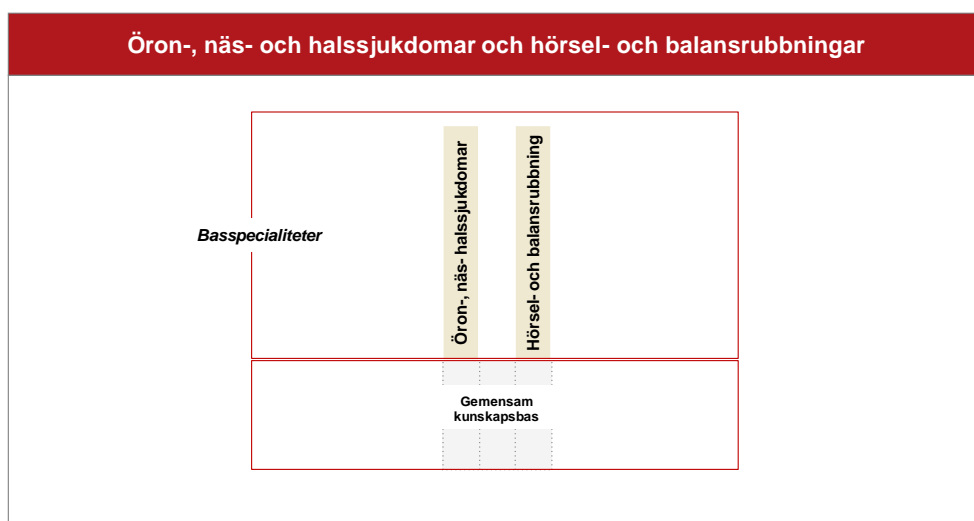 Öron-, näs- och halssjukdomar och hörsel- och balansrubbningar
Basspecialiteter
Öron-, näs- halssjukdomar
Hörsel- och balansrubbning
Gemensam
kunskapsbas